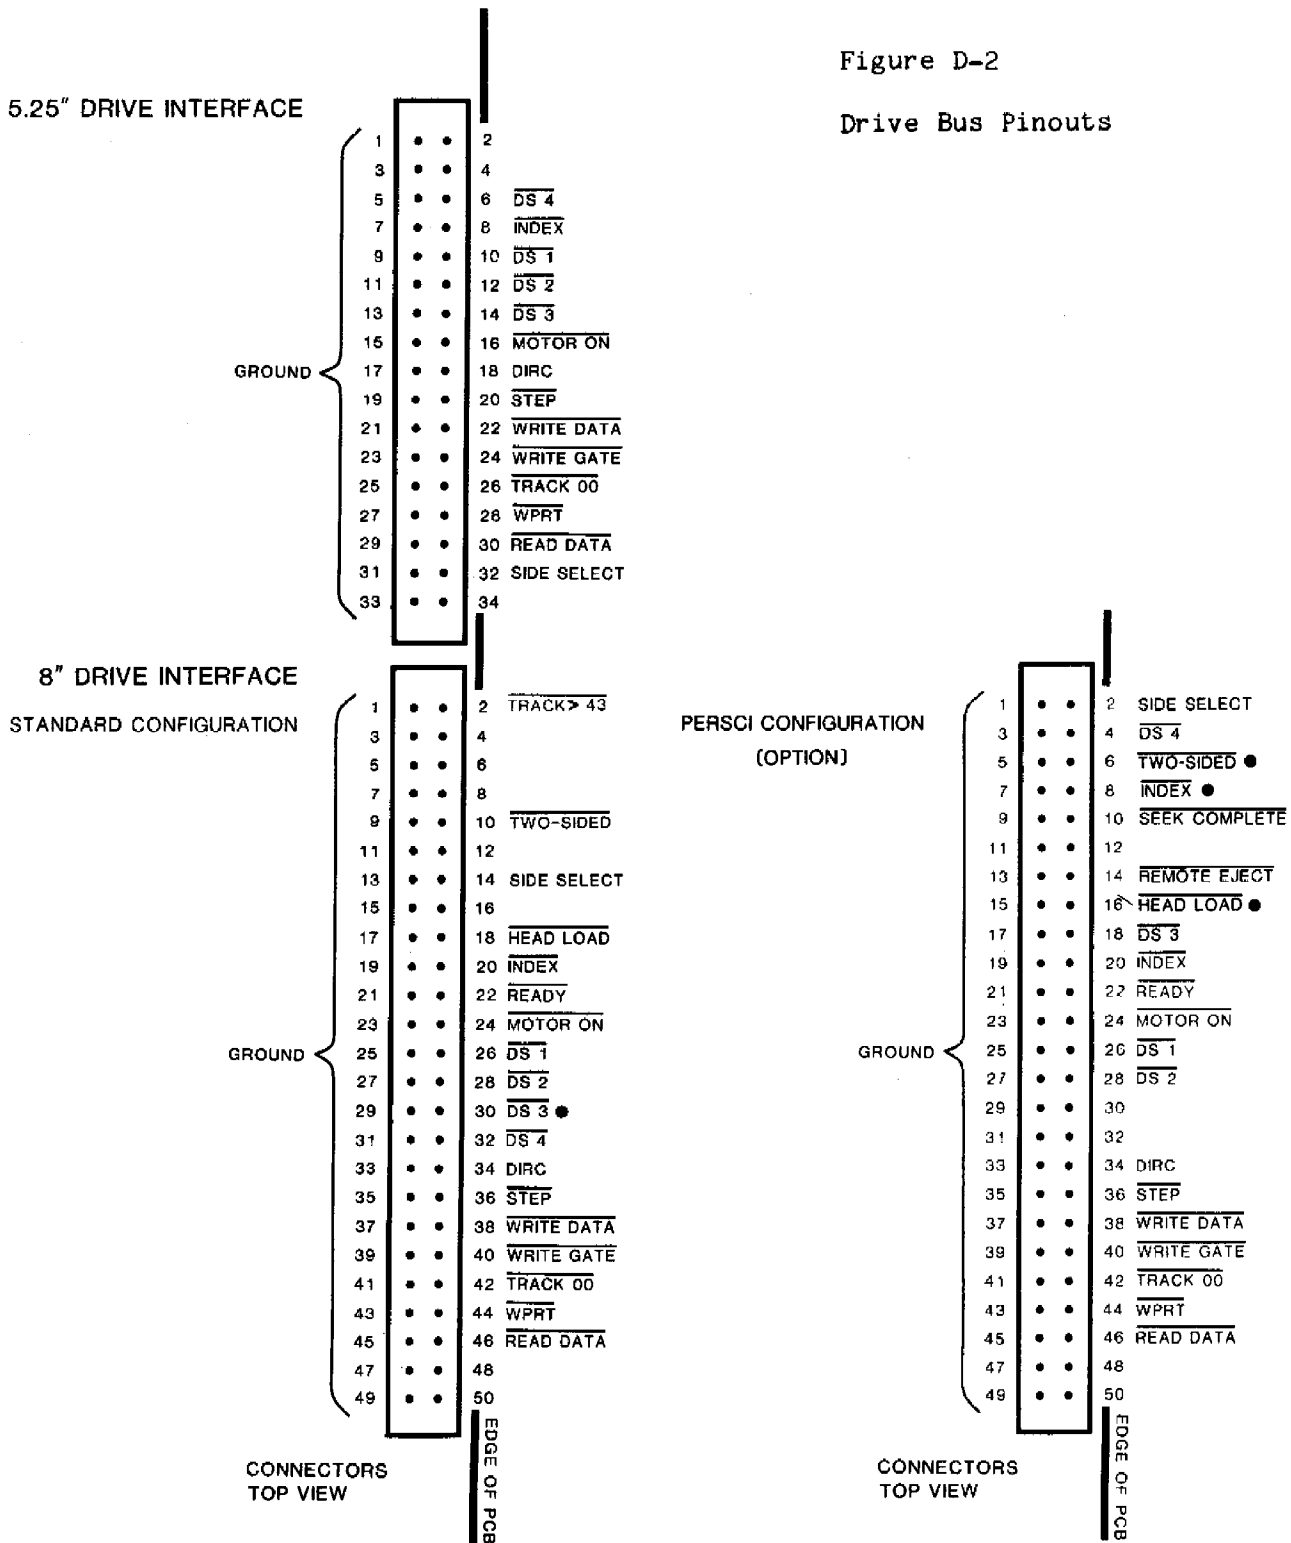 Figure D-2
Drive Bus Pinouts
5.25" DRIVE INTERFACE
1 2
3 4
5 6 DS 4
7 8 INDEX
9 10 DS 1
11 12 DS 2
13 14 DS 3
15 16 MOTOR ON
GROUND 17 18 DIRC
19 20 STEP
21 22 WRITE DATA
23 24 WRITE GATE
25 26 TRACK 00
27 28 WPRT
29 30 READ DATA
31 32 SIDE SELECT
33 34
8" DRIVE INTERFACE
STANDARD CONFIGURATION
1 2 TRACK> 43
3 4
5 6
7 8
9 10 TWO-SIDED
11 12
13 14 SIDE SELECT
15 16
17 18 HEAD LOAD
19 20 INDEX
21 22 READY
23 24 MOTOR ON
GROUND 25 26 DS 1
27 28 DS 2
29 30 DS 3 ●
31 32 DS 4
33 34 DIRC
35 36 STEP
37 38 WRITE DATA
39 40 WRITE GATE
41 42 TRACK 00
43 44 WPRT
45 46 READ DATA
47 48
49 50
EDGE OF PCB
CONNECTORS
TOP VIEW
PERSCI CONFIGURATION
(OPTION)
1 2 SIDE SELECT
3 4 DS 4
5 6 TWO-SIDED ●
7 8 INDEX ●
9 10 SEEK COMPLETE
11 12
13 14 REMOTE EJECT
15 16 HEAD LOAD ●
17 18 DS 3
19 20 INDEX
21 22 READY
23 24 MOTOR ON
GROUND 25 26 DS 1
27 28 DS 2
29 30
31 32
33 34 DIRC
35 36 STEP
37 38 WRITE DATA
39 40 WRITE GATE
41 42 TRACK 00
43 44 WPRT
45 46 READ DATA
47 48
49 50
EDGE OF PCB
CONNECTORS
TOP VIEW